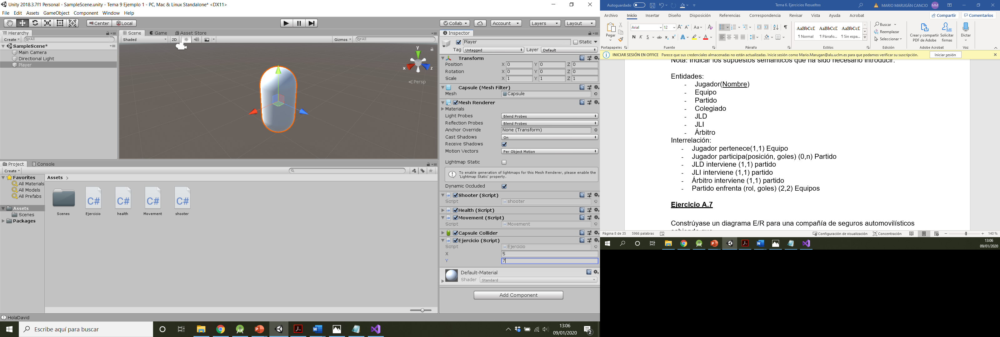 Unity 2018.3.7f1 Personal - SampleScene.unity - Tema 9 Ejemplo 1 - PC, Mac & Linux Standalone* <DX11>
File Edit Assets GameObject Component Window Help
Center Local
Collab Account Layers Layout
Hierarchy
Create All
SampleScene*
Main Camera
Directional Light
Player
Scene Game Asset Store
Shaded 2D Gizmos All
y
x z
Persp
Project Console
Create
Favorites
All Materials
All Models
All Prefabs
Assets
Scenes
Packages
Assets
C# C# C# C#
Scenes Ejercicio health Movement shooter
Inspector
Player Static
Tag Untagged Layer Default
Transform
Position X 0 Y 0 Z 0
Rotation X 0 Y 0 Z 0
Scale X 1 Y 1 Z 1
Capsule (Mesh Filter)
Mesh Capsule
Mesh Renderer
Materials
Light Probes Blend Probes
Reflection Probes Blend Probes
Anchor Override None (Transform)
Cast Shadows On
Receive Shadows
Motion Vectors Per Object Motion
Lightmap Static
To enable generation of lightmaps for this Mesh Renderer, please enable the
'Lightmap Static' property.
Dynamic Occluded
Shooter (Script)
Script shooter
Health (Script)
Movement (Script)
Script Movement
Capsule Collider
Ejercicio (Script)
Script Ejercicio
X 5
Y 7
Default-Material
Shader Standard
Add Component
HolaDavid
Escribe aquí para buscar
13:06
09/01/2020
2
Autoguardado Tema 6. Ejercicios Resueltos MARIO MARUGÁN CANCIO MM
Archivo Inicio Insertar Diseño Disposición Referencias Correspondencia Revisar Vista Ayuda Acrobat Compartir Comentarios
Pegar
Arial 12
N K S
AaBbCcI AaBbCcI AaBbCcI
¶ Normal ¶ Párrafo... ¶ Sin espa...
Buscar
Reemplazar
Seleccionar
Crear y compartir PDF de Adobe
Solicitar firmas
Dictar
Portapapeles Fuente Párrafo Estilos Edición Adobe Acrobat Voz
INICIAR SESIÓN EN OFFICE Parece que sus credenciales almacenadas no están actualizadas. Inicie sesión como Mario.Marugan@alu.uclm.es para que podamos verificar su suscripción. Iniciar sesión
Nota: Indicar los supuestos semánticos que ha sido necesario introducir.
Entidades:
- Jugador(Nombre)
- Equipo
- Partido
- Colegiado
- JLD
- JLI
- Árbitro
Interrelación:
- Jugador pertenece(1,1) Equipo
- Jugador participa(posición, goles) (0,n) Partido
- JLD interviene (1,1) partido
- JLI interviene (1,1) partido
- Árbitro interviene (1,1) partido
- Partido enfrenta (rol, goles) (2,2) Equipos
Ejercicio A.7
Constrúyase un diagrama E/R para una compañía de seguros automovilísticos
sabiendo que
Página 8 de 35 5966 palabras Configuración de visualización Concentración 140 %
13:06
09/01/2020